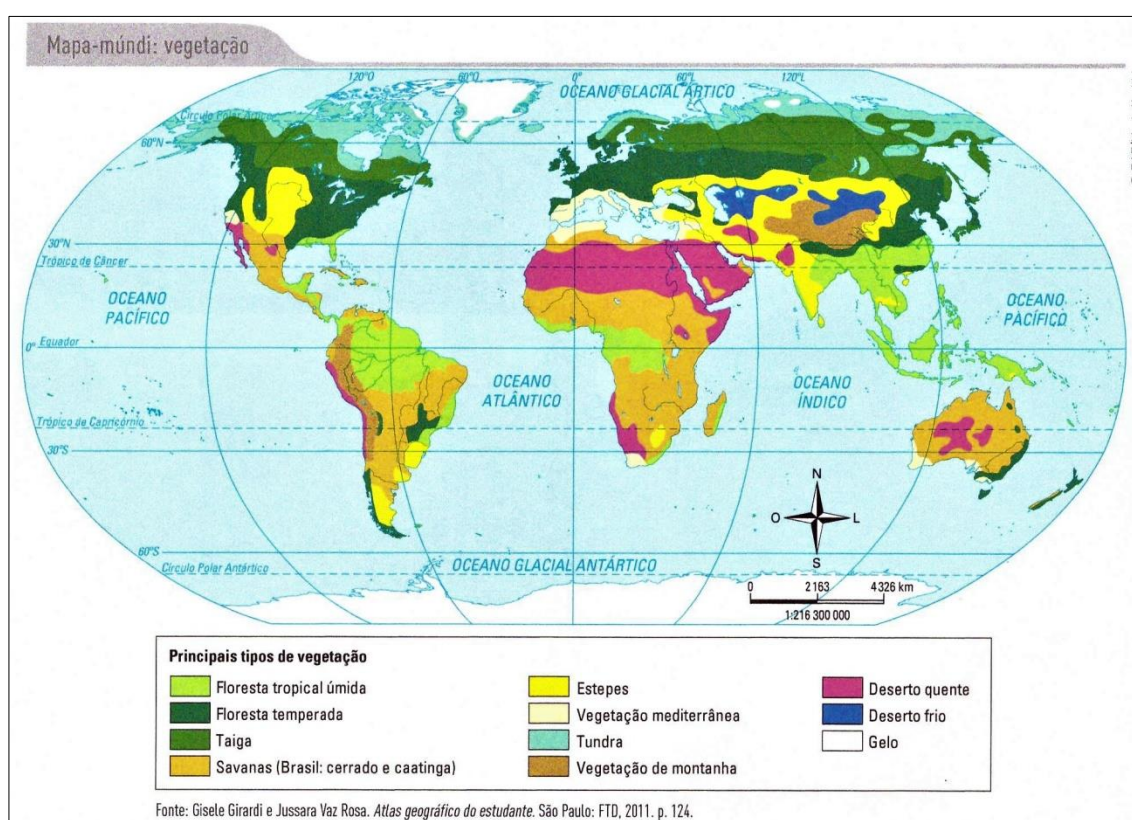 Mapa-múndi: vegetação
120°O
60°O
0°
60°L
120°L
OCEANO GLACIAL ÁRTICO
Círculo Polar Ártico
60°N
30°N
Trópico de Câncer
OCEANO
PACÍFICO
OCEANO
PACÍFICO
Equador
0°
OCEANO
ATLÂNTICO
OCEANO
ÍNDICO
Trópico de Capricórnio
30°S
N
O
L
S
60°S
Círculo Polar Antártico
OCEANO GLACIAL ANTÁRTICO
0 2 163 4 326 km
1:216 300 000
Principais tipos de vegetação
Floresta tropical úmida
Floresta temperada
Taiga
Savanas (Brasil: cerrado e caatinga)
Estepes
Vegetação mediterrânea
Tundra
Vegetação de montanha
Deserto quente
Deserto frio
Gelo
Fonte: Gisele Girardi e Jussara Vaz Rosa. Atlas geográfico do estudante. São Paulo: FTD, 2011. p. 124.